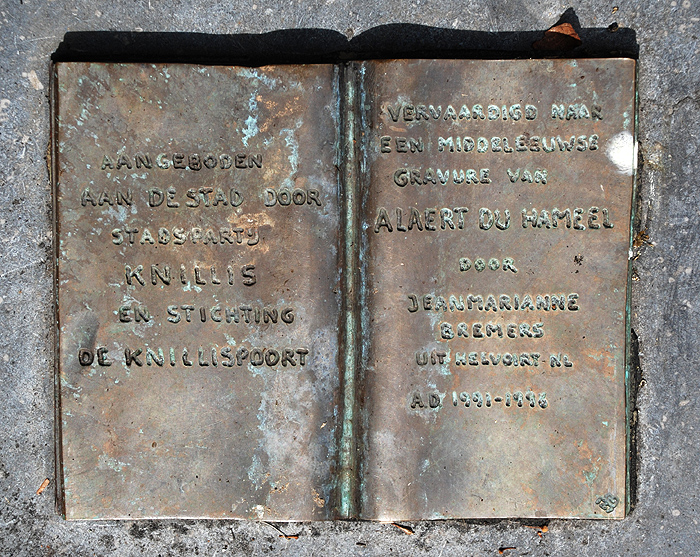 AANGEBODEN
AAN DE STAD DOOR
STADSPARTIJ
KNILLIS
EN STICHTING
DE KNILLISPOORT
VERVAARDIGD NAAR
EEN MIDDELEEUWSE
GRAVURE VAN
ALAERT DU HAMEEL
DOOR
JEANMARIANNE
BREMERS
UIT HELVOIRT-NL
A.D 1991-1996